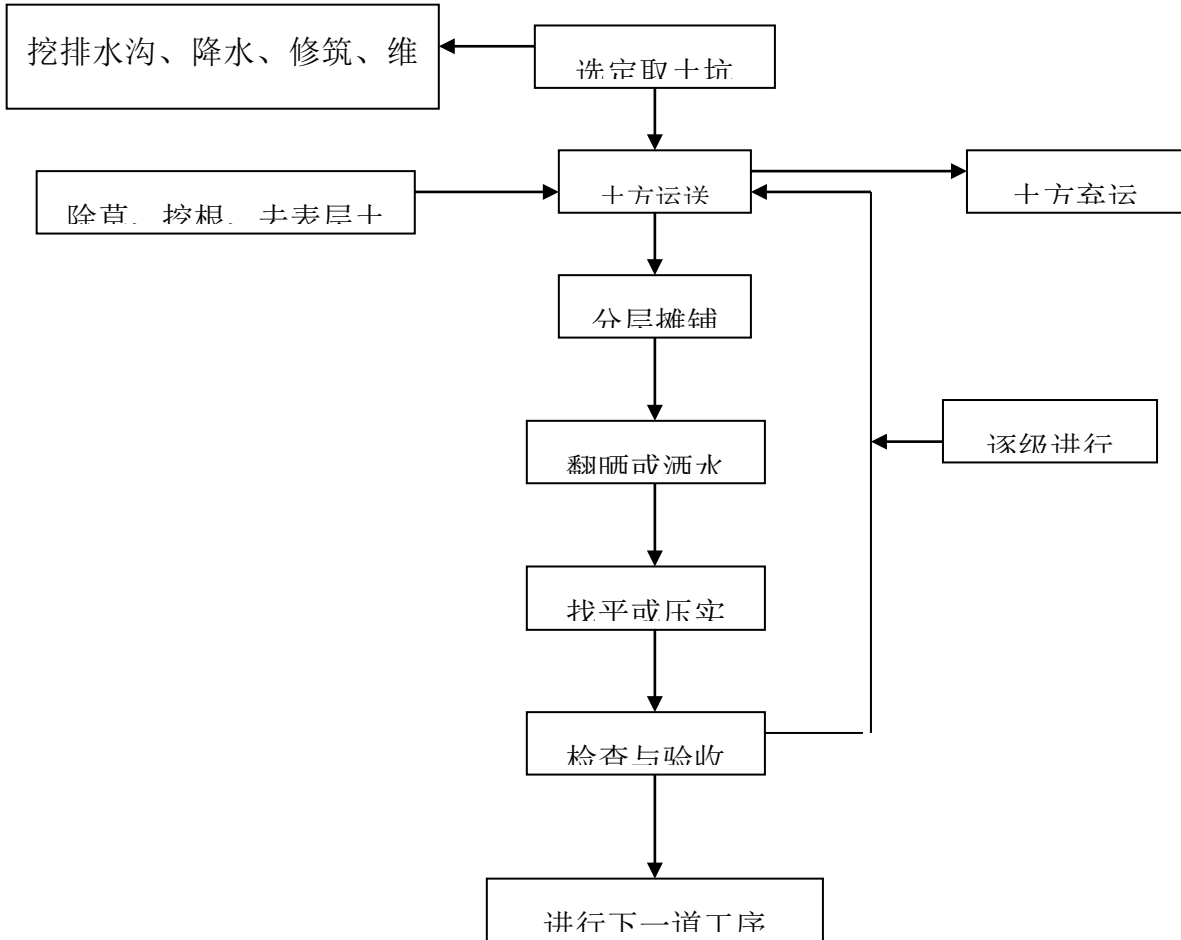 挖排水沟、降水、修筑、维
选定取土坑
土方运送
土方弃运
除草、挖根、去表层土
分层摊铺
逐级进行
翻晒或洒水
找平或压实
检查与验收
进行下一道工序